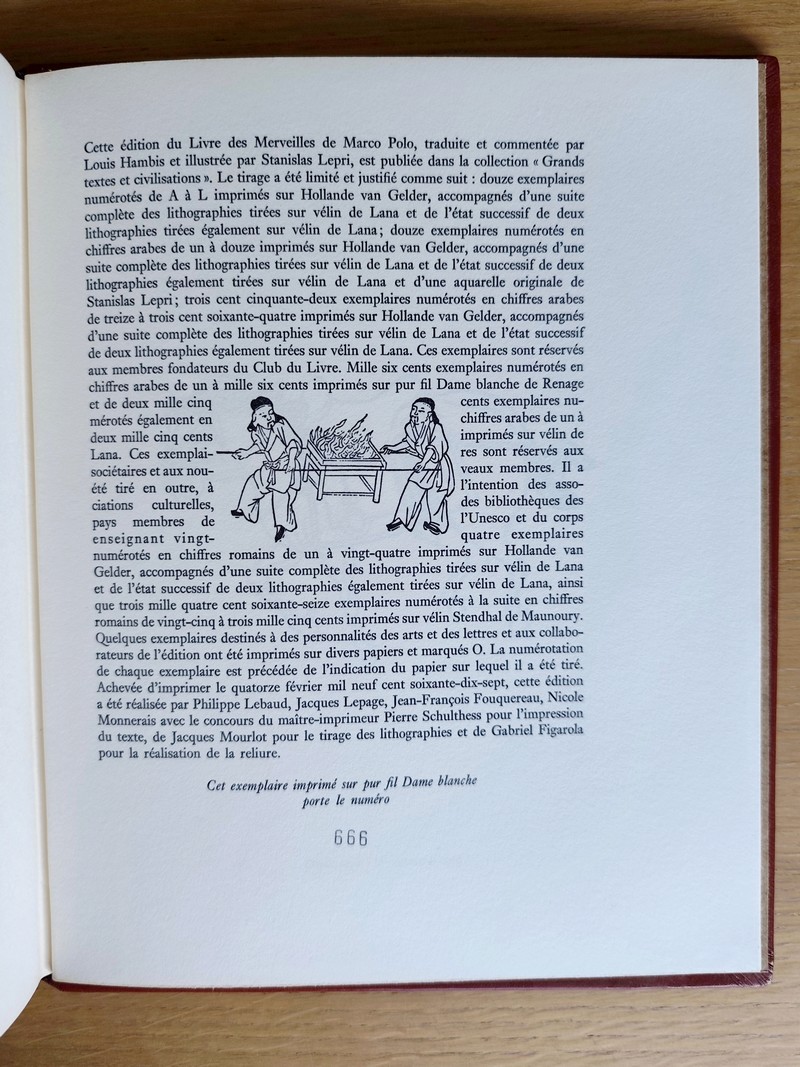 Cette édition du Livre des Merveilles de Marco Polo, traduite et commentée par
Louis Hambis et illustrée par Stanislas Lepri, est publiée dans la collection « Grands
textes et civilisations ». Le tirage a été limité et justifié comme suit : douze exemplaires
numérotés de A à L imprimés sur Hollande van Gelder, accompagnés d'une suite
complète des lithographies tirées sur vélin de Lana et de l'état successif de deux
lithographies tirées également sur vélin de Lana ; douze exemplaires numérotés en
chiffres arabes de un à douze imprimés sur Hollande van Gelder, accompagnés d'une
suite complète des lithographies tirées sur vélin de Lana et de l'état successif de deux
lithographies également tirées sur vélin de Lana et d'une aquarelle originale de
Stanislas Lepri ; trois cent cinquante-deux exemplaires numérotés en chiffres arabes
de treize à trois cent soixante-quatre imprimés sur Hollande van Gelder, accompagnés
d'une suite complète des lithographies tirées sur vélin de Lana et de l'état successif
de deux lithographies également tirées sur vélin de Lana. Ces exemplaires sont réservés
aux membres fondateurs du Club du Livre. Mille six cents exemplaires numérotés en
chiffres arabes de un à mille six cents imprimés sur pur fil Dame blanche de Renage
et de deux mille cinq cents exemplaires nu-
mérotés également en chiffres arabes de un à
deux mille cinq cents imprimés sur vélin de
Lana. Ces exemplai- res sont réservés aux
sociétaires et aux nou- veaux membres. Il a
été tiré en outre, à l'intention des asso-
ciations culturelles, des bibliothèques des
pays membres de l'Unesco et du corps
enseignant vingt- quatre exemplaires
numérotés en chiffres romains de un à vingt-quatre imprimés sur Hollande van
Gelder, accompagnés d'une suite complète des lithographies tirées sur vélin de Lana
et de l'état successif de deux lithographies également tirées sur vélin de Lana, ainsi
que trois mille quatre cent soixante-seize exemplaires numérotés à la suite en chiffres
romains de vingt-cinq à trois mille cinq cents imprimés sur vélin Stendhal de Maunoury.
Quelques exemplaires destinés à des personnalités des arts et des lettres et aux collabo-
rateurs de l'édition ont été imprimés sur divers papiers et marqués O. La numérotation
de chaque exemplaire est précédée de l'indication du papier sur lequel il a été tiré.
Achevée d'imprimer le quatorze février mil neuf cent soixante-dix-sept, cette édition
a été réalisée par Philippe Lebaud, Jacques Lepage, Jean-François Fouquereau, Nicole
Monnerais avec le concours du maître-imprimeur Pierre Schulthess pour l'impression
du texte, de Jacques Mourlot pour le tirage des lithographies et de Gabriel Figarola
pour la réalisation de la reliure.
Cet exemplaire imprimé sur pur fil Dame blanche
porte le numéro
666